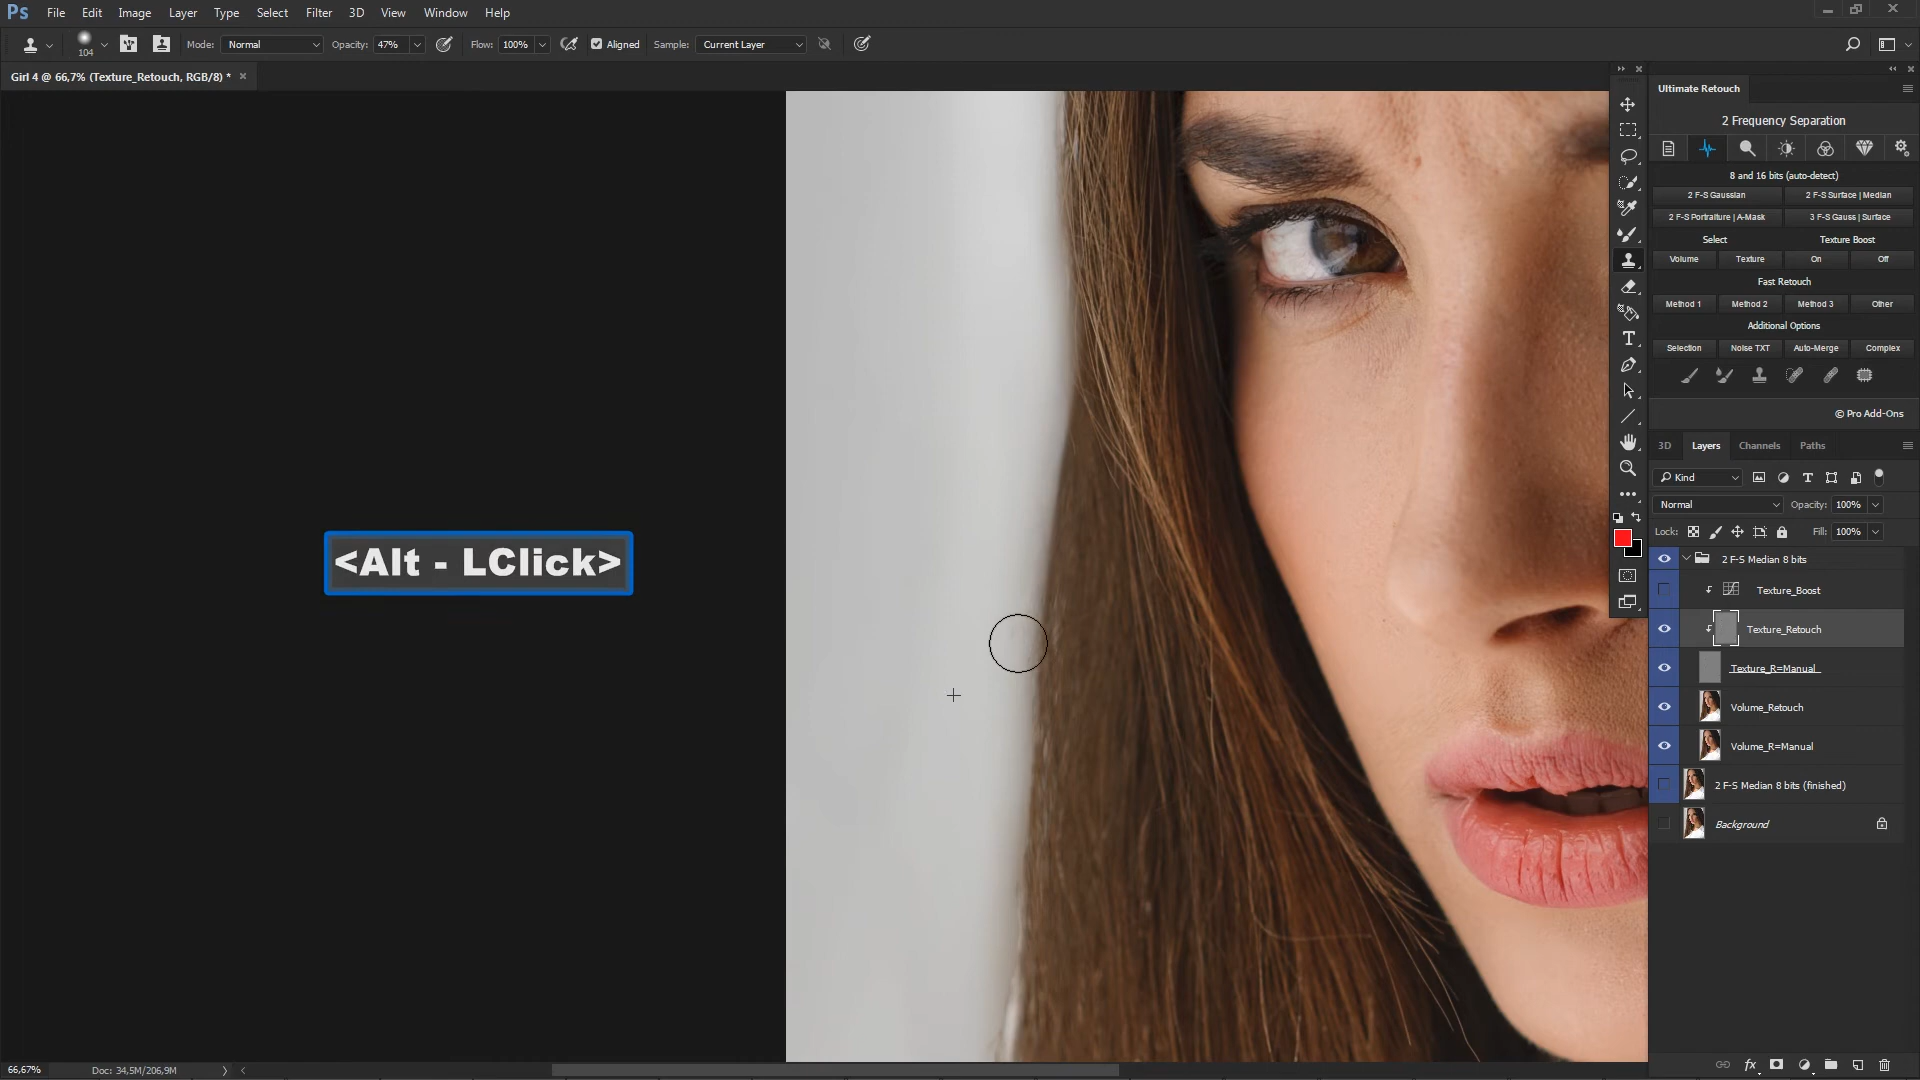 Ps File Edit Image Layer Type Select Filter 3D View Window Help
104 Mode: Normal Opacity: 47% Flow: 100% Aligned Sample: Current Layer
Girl 4 @ 66,7% (Texture_Retouch, RGB/8) * ×
<Alt - LClick>
66,67% Doc: 34,5M/206,9M
Ultimate Retouch
2 Frequency Separation
8 and 16 bits (auto-detect)
2 F-S Gaussian 2 F-S Surface | Median
2 F-S Portraiture | A-Mask 3 F-S Gauss | Surface
Select Texture Boost
Volume Texture On Off
Fast Retouch
Method 1 Method 2 Method 3 Other
Additional Options
Selection Noise TXT Auto-Merge Complex
© Pro Add-Ons
3D Layers Channels Paths
Kind
Normal Opacity: 100%
Lock: Fill: 100%
2 F-S Median 8 bits
Texture_Boost
Texture_Retouch
Texture_R=Manual
Volume_Retouch
Volume_R=Manual
2 F-S Median 8 bits (finished)
Background
fx